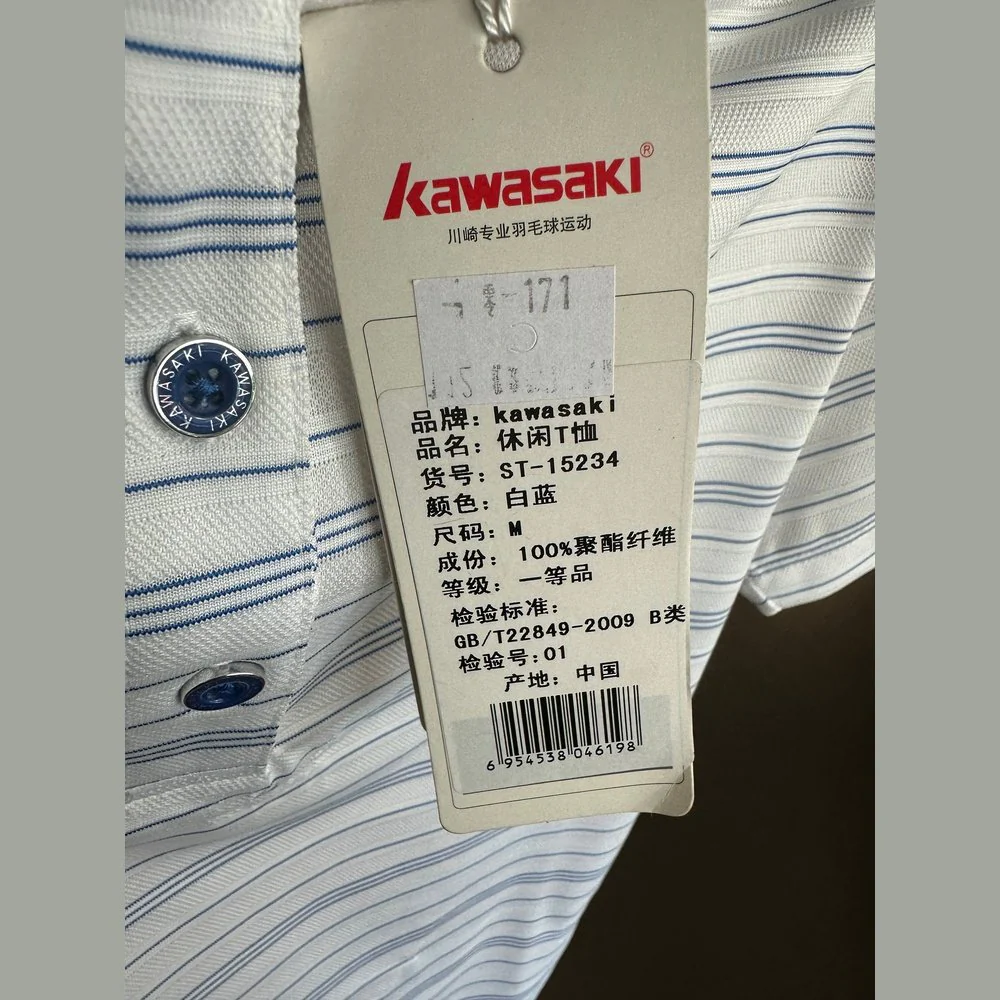 kawasaki®
川崎专业羽毛球运动
零-171
品牌: kawasaki
品名: 休闲T恤
货号: ST-15234
颜色: 白蓝
尺码: M
成份: 100%聚酯纤维
等级: 一等品
检验标准:
GB/T22849-2009 B类
检验号:01
产地: 中国
6 954538 046198
KAWASAKI KAWASAKI